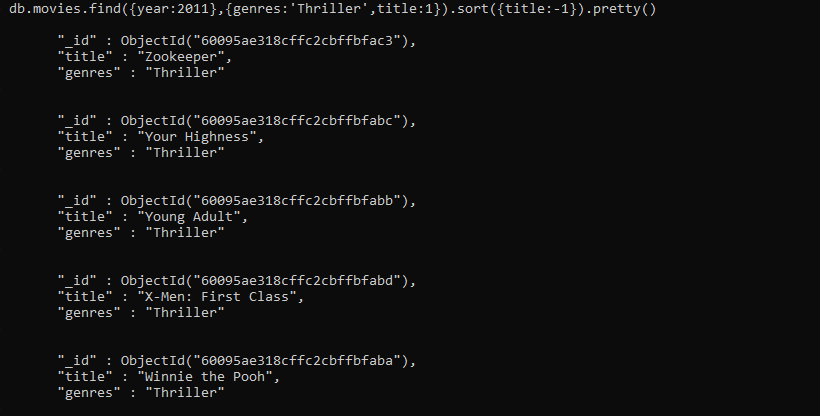 db.movies.find({year:2011},{genres:'Thriller',title:1}).sort({title:-1}).pretty()
"_id" : ObjectId("60095ae318cffc2cbffbfac3"),
"title" : "Zookeeper",
"genres" : "Thriller"
"_id" : ObjectId("60095ae318cffc2cbffbfabc"),
"title" : "Your Highness",
"genres" : "Thriller"
"_id" : ObjectId("60095ae318cffc2cbffbfabb"),
"title" : "Young Adult",
"genres" : "Thriller"
"_id" : ObjectId("60095ae318cffc2cbffbfabd"),
"title" : "X-Men: First Class",
"genres" : "Thriller"
"_id" : ObjectId("60095ae318cffc2cbffbfaba"),
"title" : "Winnie the Pooh",
"genres" : "Thriller"